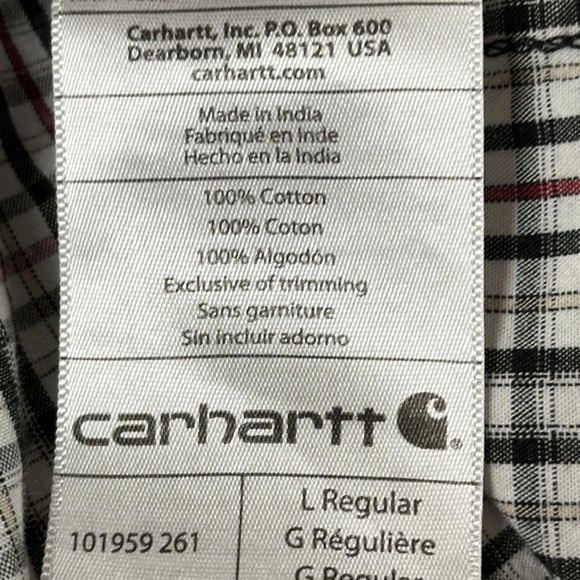 Carhartt, Inc. P.O. Box 600
Dearborn, MI 48121 USA
carhartt.com
Made in India
Fabriqué en Inde
Hecho en la India
100% Cotton
100% Coton
100% Algodón
Exclusive of trimming
Sans garniture
Sin incluir adorno
carhartt
®
L Regular
101959 261
G Régulière
G Regular